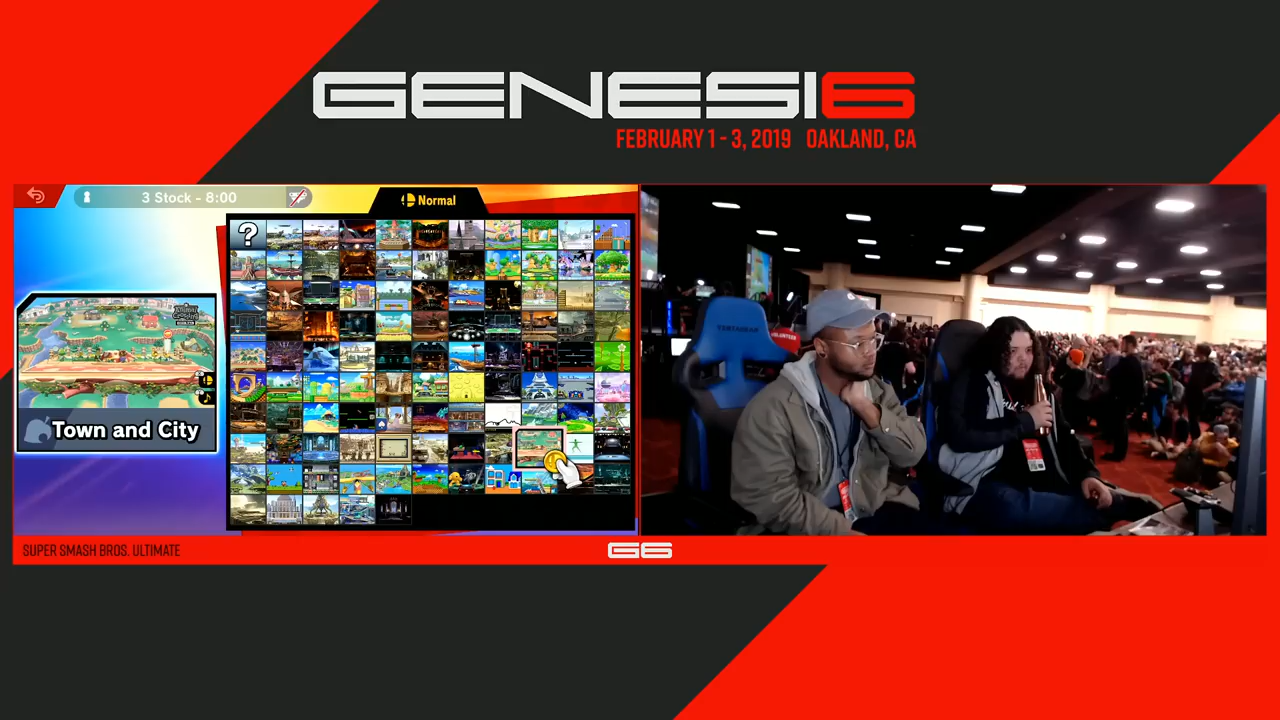 GENESI6
FEBRUARY 1 - 3, 2019 OAKLAND, CA
3 Stock - 8:00
Normal
?
Town and City
VOLUNTEER
SUPER SMASH BROS. ULTIMATE
G6